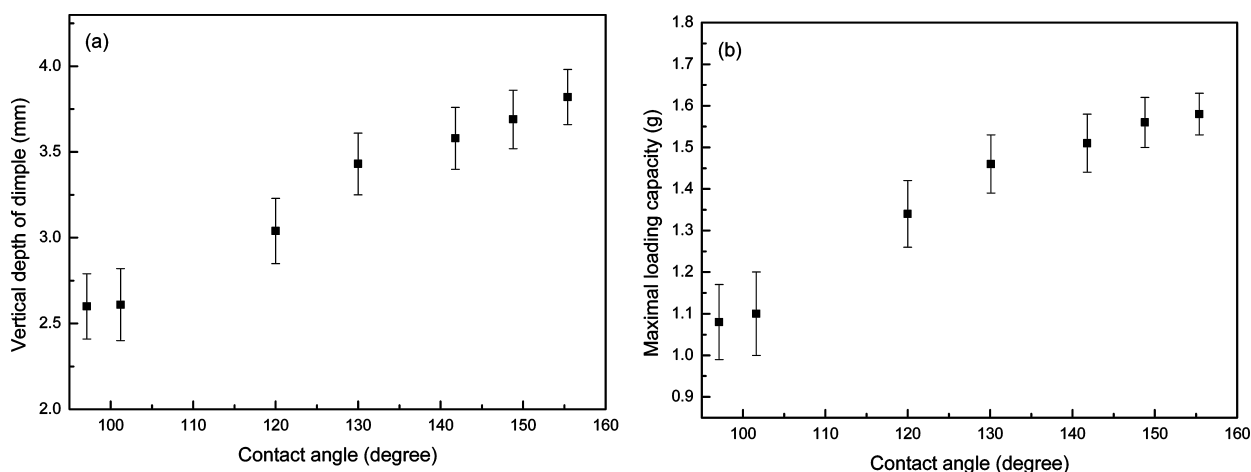 (a)
Vertical depth of dimple (mm)
4.0
3.5
3.0
2.5
2.0
100 110 120 130 140 150 160
Contact angle (degree)
(b)
Maximal loading capacity (g)
1.8
1.7
1.6
1.5
1.4
1.3
1.2
1.1
1.0
0.9
100 110 120 130 140 150 160
Contact angle (degree)